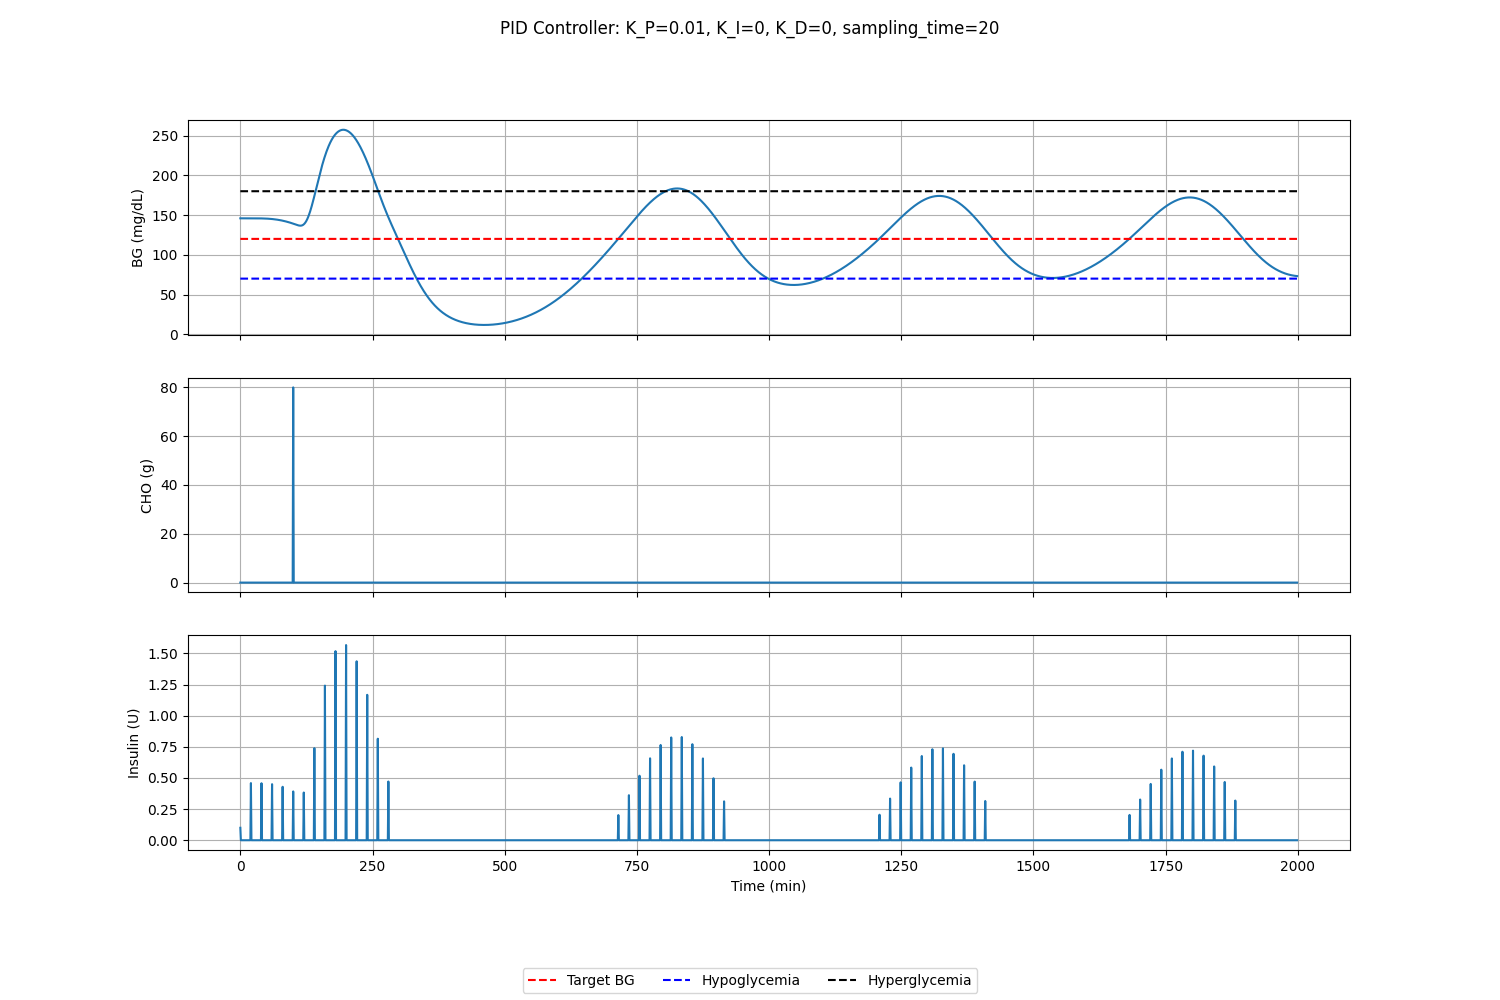 PID Controller: K_P=0.01, K_I=0, K_D=0, sampling_time=20
250
200
150
100
50
0
BG (mg/dL)
80
60
40
20
0
CHO (g)
1.50
1.25
1.00
0.75
0.50
0.25
0.00
Insulin (U)
0 250 500 750 1000 1250 1500 1750 2000
Time (min)
Target BG Hypoglycemia Hyperglycemia